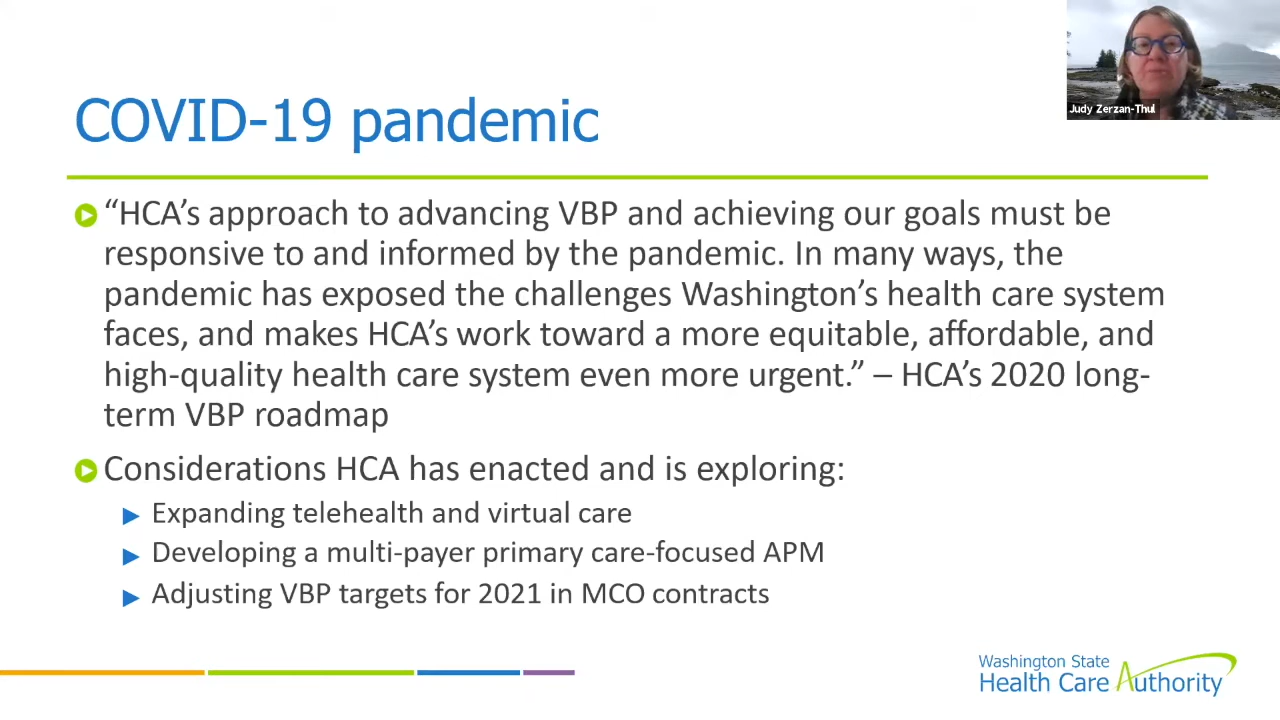 Judy Zerzan-Thul
COVID-19 pandemic
“HCA’s approach to advancing VBP and achieving our goals must be
responsive to and informed by the pandemic. In many ways, the
pandemic has exposed the challenges Washington’s health care system
faces, and makes HCA’s work toward a more equitable, affordable, and
high-quality health care system even more urgent.” – HCA’s 2020 long-
term VBP roadmap
Considerations HCA has enacted and is exploring:
Expanding telehealth and virtual care
Developing a multi-payer primary care-focused APM
Adjusting VBP targets for 2021 in MCO contracts
Washington State
Health Care Authority